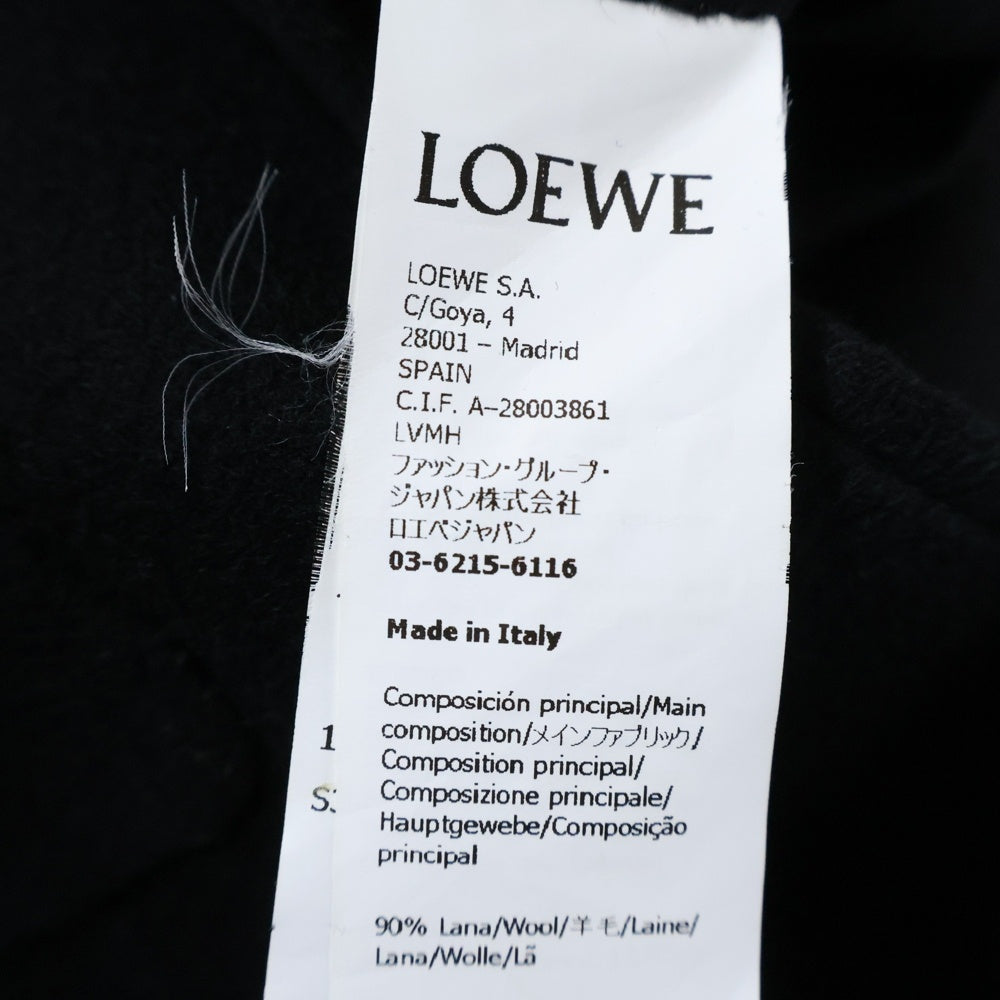 LOEWE
LOEWE S.A.
C/Goya, 4
28001 – Madrid
SPAIN
C.I.F. A–28003861
LVMH
ファッション・グループ・
ジャパン株式会社
ロエベジャパン
03-6215-6116
Made in Italy
Composición principal/Main
composition/メインファブリック/
Composition principal/
Composizione principale/
Hauptgewebe/Composição
principal
90% Lana/Wool/羊毛/Laine/
Lana/Wolle/Lã
1